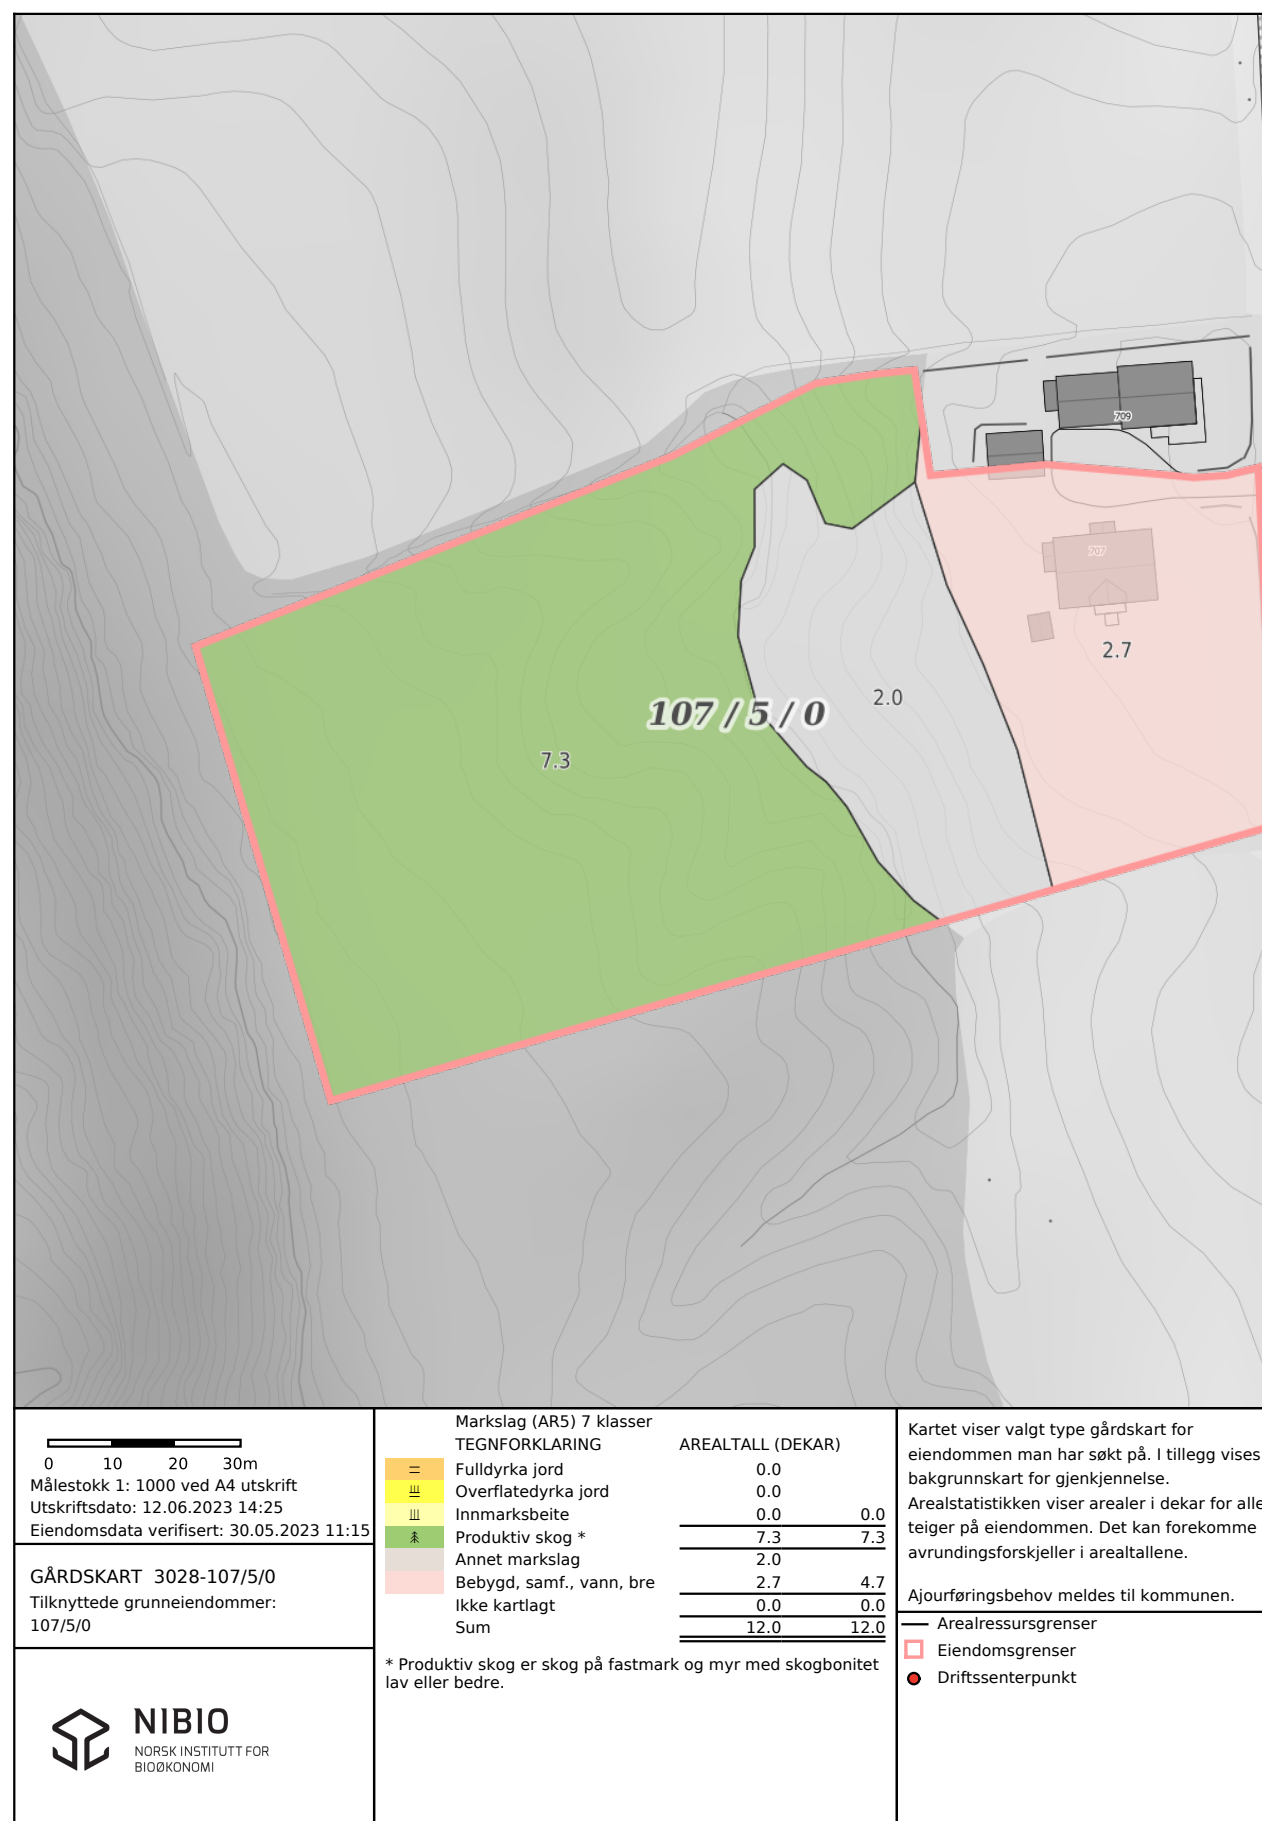 709
707
2.7
2.0
107 / 5 / 0
7.3
0 10 20 30m
Målestokk 1: 1000 ved A4 utskrift
Utskriftsdato: 12.06.2023 14:25
Eiendomsdata verifisert: 30.05.2023 11:15
GÅRDSKART 3028-107/5/0
Tilknyttede grunneiendommer:
107/5/0
NIBIO
NORSK INSTITUTT FOR
BIOØKONOMI
Markslag (AR5) 7 klasser
TEGNFORKLARING AREALTALL (DEKAR)
Fulldyrka jord 0.0
Overflatedyrka jord 0.0
Innmarksbeite 0.0 0.0
Produktiv skog * 7.3 7.3
Annet markslag 2.0
Bebygd, samf., vann, bre 2.7 4.7
Ikke kartlagt 0.0 0.0
Sum 12.0 12.0
* Produktiv skog er skog på fastmark og myr med skogbonitet
lav eller bedre.
Kartet viser valgt type gårdskart for
eiendommen man har søkt på. I tillegg vises
bakgrunnskart for gjenkjennelse.
Arealstatistikken viser arealer i dekar for alle
teiger på eiendommen. Det kan forekomme
avrundingsforskjeller i arealtallene.
Ajourføringsbehov meldes til kommunen.
Arealressursgrenser
Eiendomsgrenser
Driftssenterpunkt